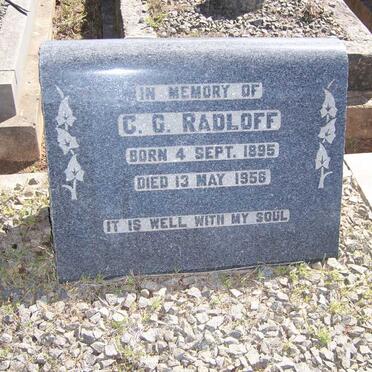 IN MEMORY OF
C. G. RADLOFF
BORN 4 SEPT. 1895
DIED 13 MAY 1956
IT IS WELL WITH MY SOUL